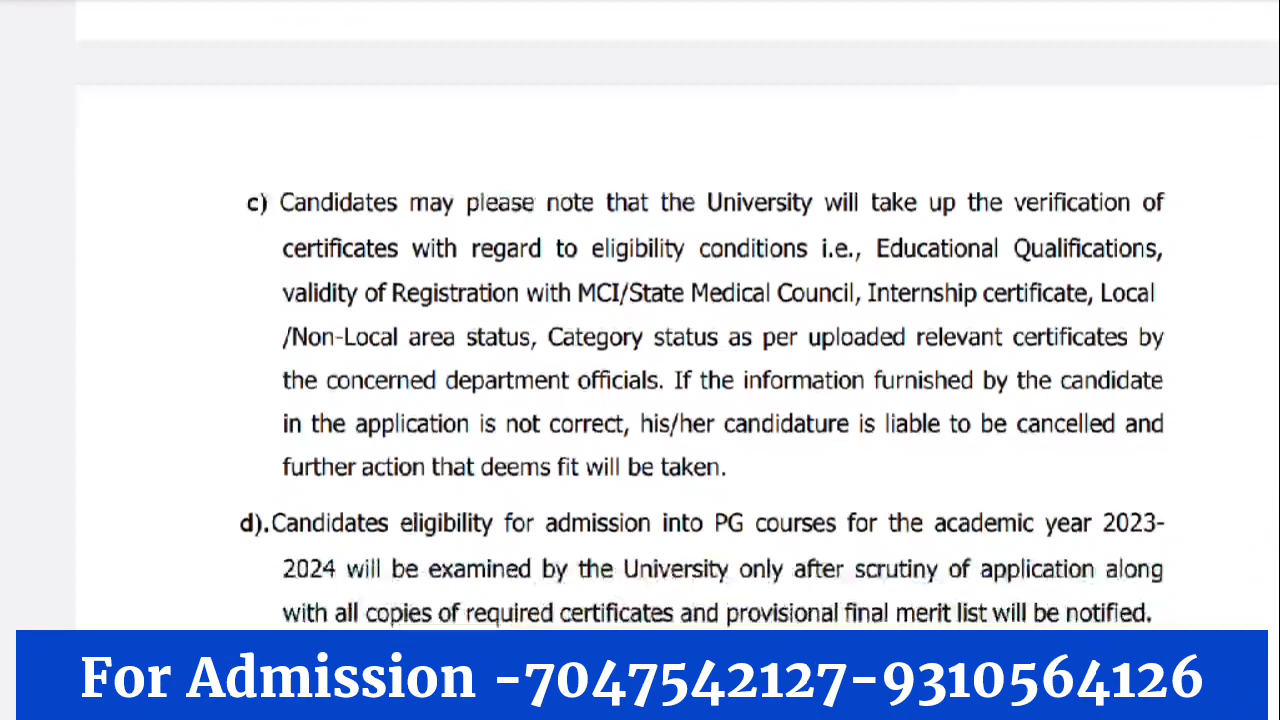 c) Candidates may please note that the University will take up the verification of
certificates with regard to eligibility conditions i.e., Educational Qualifications,
validity of Registration with MCI/State Medical Council, Internship certificate, Local
/Non-Local area status, Category status as per uploaded relevant certificates by
the concerned department officials. If the information furnished by the candidate
in the application is not correct, his/her candidature is liable to be cancelled and
further action that deems fit will be taken.
d).Candidates eligibility for admission into PG courses for the academic year 2023-
2024 will be examined by the University only after scrutiny of application along
with all copies of required certificates and provisional final merit list will be notified.
For Admission -7047542127-9310564126